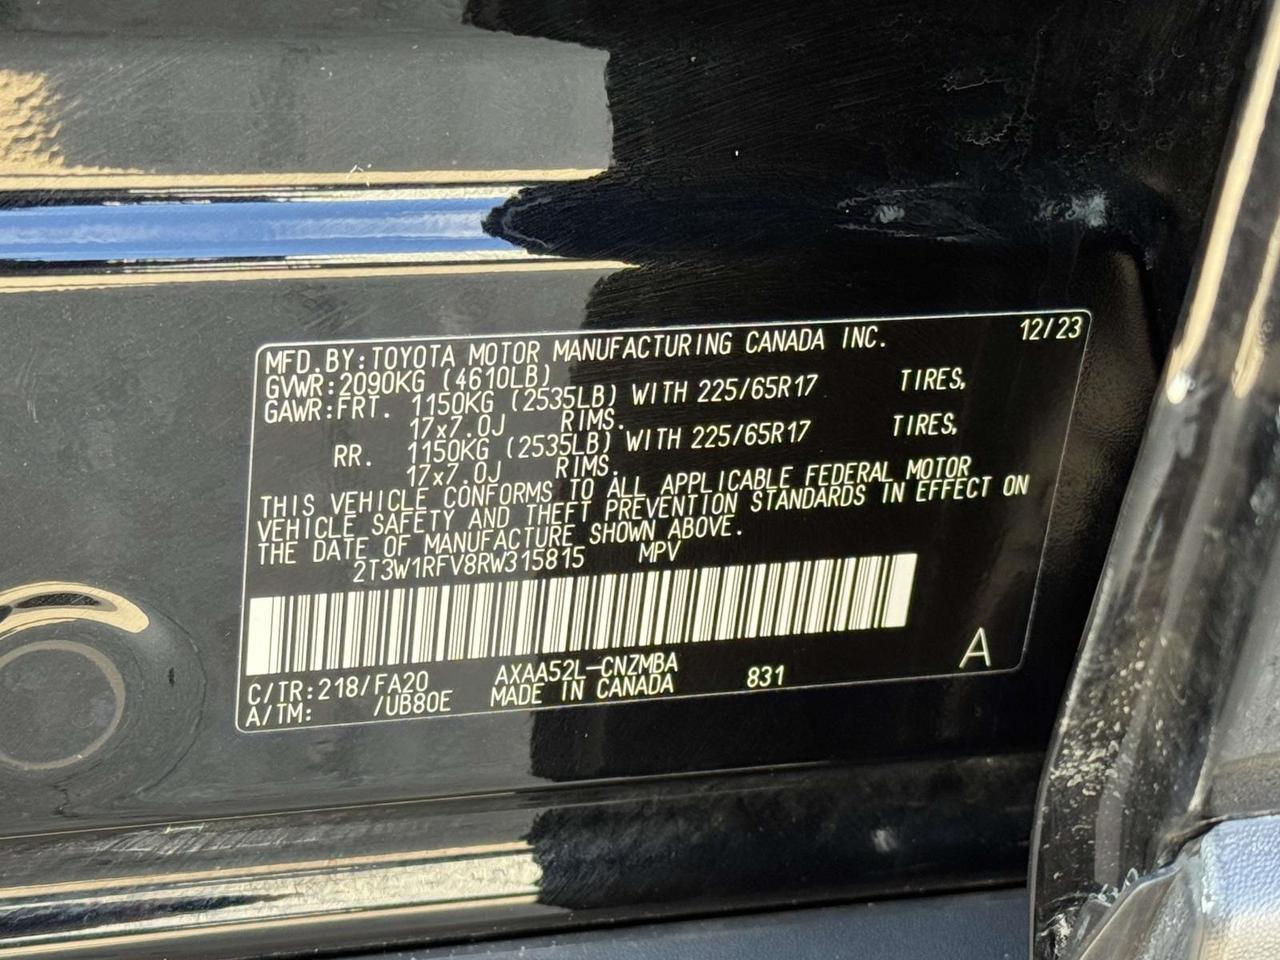 MFD.BY:TOYOTA MOTOR MANUFACTURING CANADA INC. 12/23
GVWR:2090KG (4610LB)
GAWR:FRT. 1150KG (2535LB) WITH 225/65R17 TIRES,
17x7.0J RIMS.
RR. 1150KG (2535LB) WITH 225/65R17 TIRES,
17x7.0J RIMS.
THIS VEHICLE CONFORMS TO ALL APPLICABLE FEDERAL MOTOR
VEHICLE SAFETY AND THEFT PREVENTION STANDARDS IN EFFECT ON
THE DATE OF MANUFACTURE SHOWN ABOVE.
2T3W1RFV8RW315815 MPV
C/TR:218/FA20 AXAA52L-CNZMBA 831 A
A/TM: /UB80E MADE IN CANADA